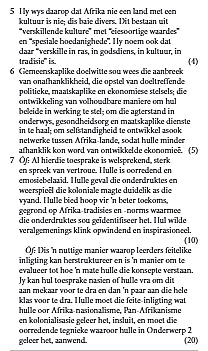 5 Hy wys daarop dat Afrika nie een land met een
kultuur is nie; dis baie divers. Dit bestaan uit
"verskillende kulture" met "eiesoortige waardes"
en "spesiale hoedanighede". Hy noem ook dat
daar "verskille in ras, in godsdiens, in kultuur, in
tradisie" is. (4)
6 Gemeenskaplike doelwitte sou wees die aanbreek
van onafhanklikheid, die opstel van doeltreffende
politieke, maatskaplike en ekonomiese stelsels; die
ontwikkeling van volhoubare maniere om hul
beleide in werking te stel; om die agterstand in
onderwys, gesondheidsorg en maatskaplike dienste
in te haal; om selfstandigheid te ontwikkel asook
netwerke tussen Afrika-lande, sodat hulle minder
afhanklik kon word van ontwikkelde ekonomieë. (5)
7 Óf: Al hierdie toesprake is welsprekend, sterk
en spreek van vertroue. Hulle is oorredend en
emosiebelaaid. Hulle geval die onderdruktes en
weerspieël die koloniale magte duidelik as die
vyand. Hulle bied hoop vir 'n beter toekoms,
gegrond op Afrika-tradisies en -norms waarmee
die onderdruktes sou geïdentifiseer het. Hul wilde
veralgemenings klink opwindend en inspirasioneel.
(10)
Óf: Dis 'n nuttige manier waarop leerders feitelike
inligting kan herstruktureer en is 'n manier om te
evalueer tot hoe 'n mate hulle die konsepte verstaan.
Jy kan hul toesprake nasien of hulle vra om dit
aan mekaar voor te dra en dan 'n paar aan die hele
klas voor te dra. Hulle moet die feite-inligting wat
hulle oor Afrika-nasionalisme, Pan-Afrikanisme
en kolonialisasie geleer het, insluit, en moet die
oorredende tegnieke waaroor hulle in Onderwerp 2
geleer het, aanwend. (20)